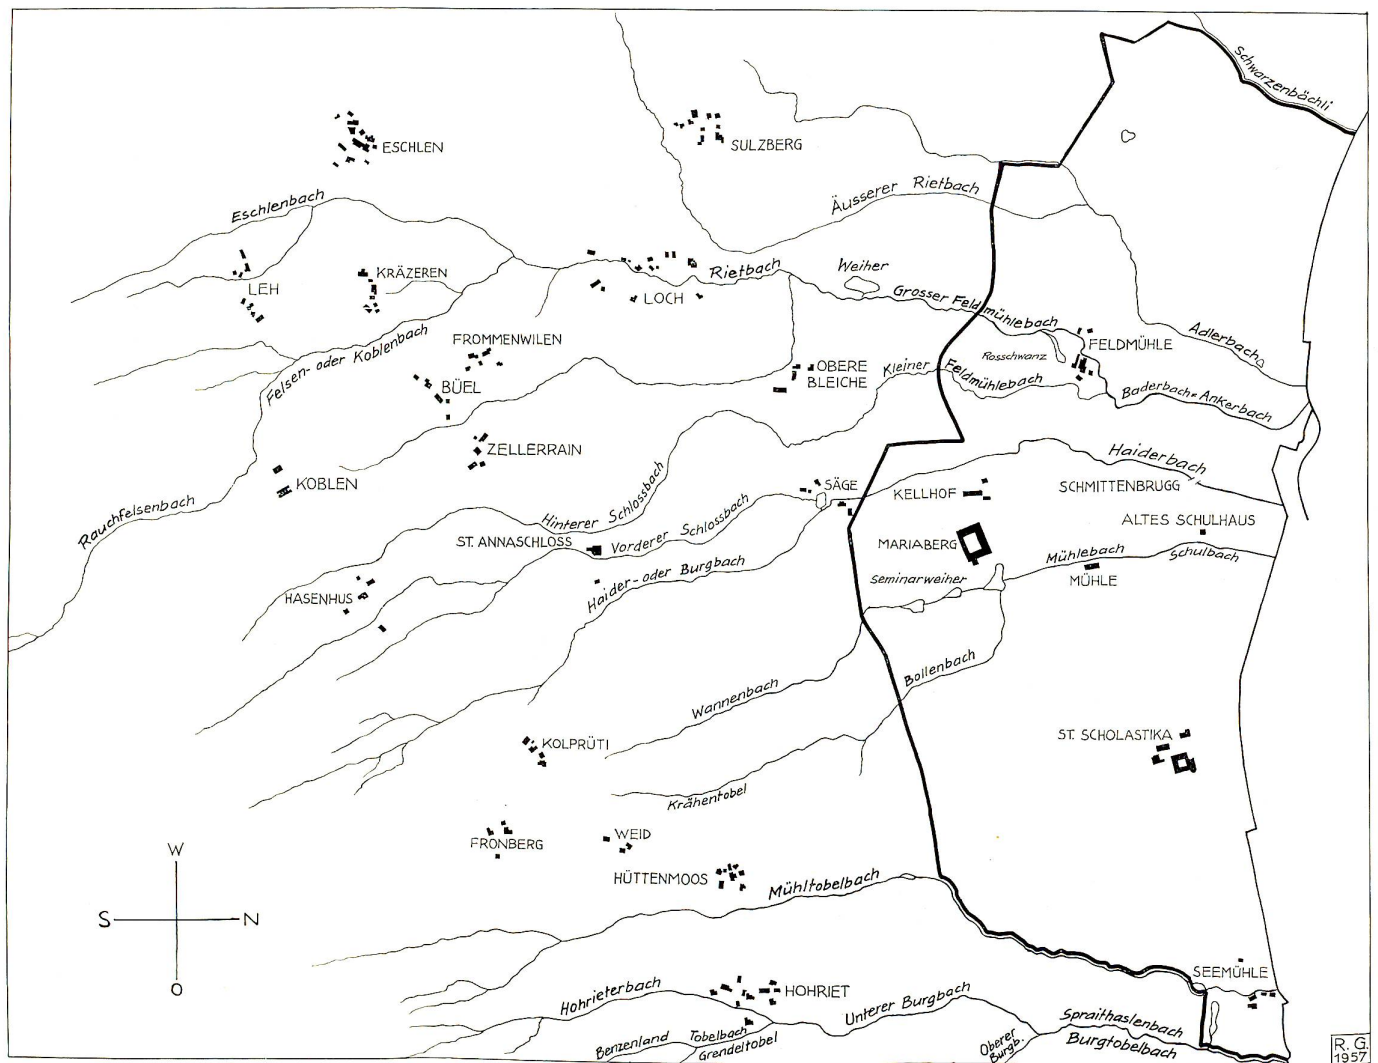 Schwarzenbächli
ESCHLEN
SULZBERG
Eschlenbach
Äusserer Rietbach
LEH
KRÄZEREN
Rietbach
Weiher
LOCH
Grosser Feldmühlebach
Adlerbach
Felsen- oder Koblenbach
FROMMENWILEN
FELDMÜHLE
Rosschwanz
BÜEL
OBERE
BLEICHE
Kleiner Feldmühlebach
Baderbach = Ankerbach
ZELLERRAIN
KOBLEN
Haiderbach
Rauchfelsenbach
Hinterer Schlossbach
SÄGE
KELLHOF
SCHMITTENBRUGG
ST. ANNASCHLOSS
Vorderer Schlossbach
MARIABERG
ALTES SCHULHAUS
Haider- oder Burgbach
Mühlebach
Schulbach
MÜHLE
Seminarweiher
HASENHUS
Bollenbach
Wannenbach
KOLPRÜTI
ST. SCHOLASTIKA
Krähentobel
FRONBERG
WEID
HÜTTENMOOS
Mühltobelbach
W
S
N
O
SEEMÜHLE
Hohrieterbach
HOHRIET
Unterer Burgbach
Spraithaslenbach
Burgtobelbach
Benzenland
Tobelbach
Grendeltobel
Oberer
Burgb.
R. G.
1957